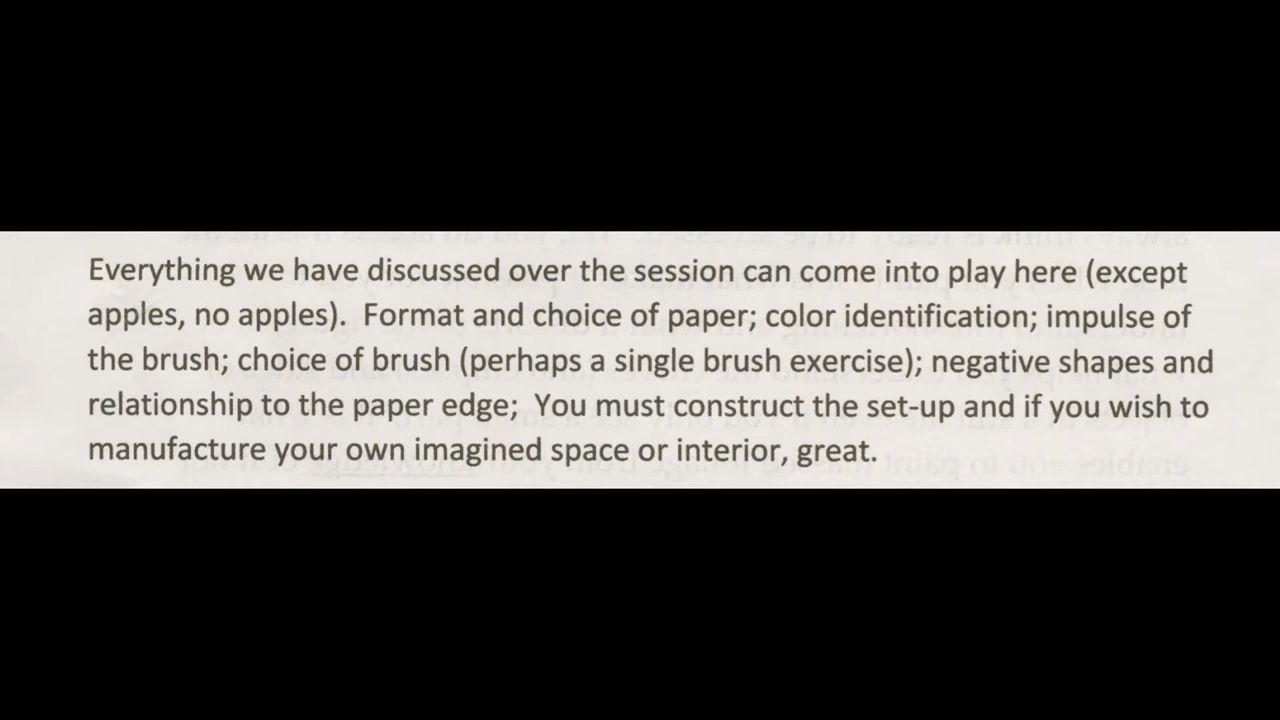 Everything we have discussed over the session can come into play here (except
apples, no apples).  Format and choice of paper; color identification; impulse of
the brush; choice of brush (perhaps a single brush exercise); negative shapes and
relationship to the paper edge;  You must construct the set-up and if you wish to
manufacture your own imagined space or interior, great.